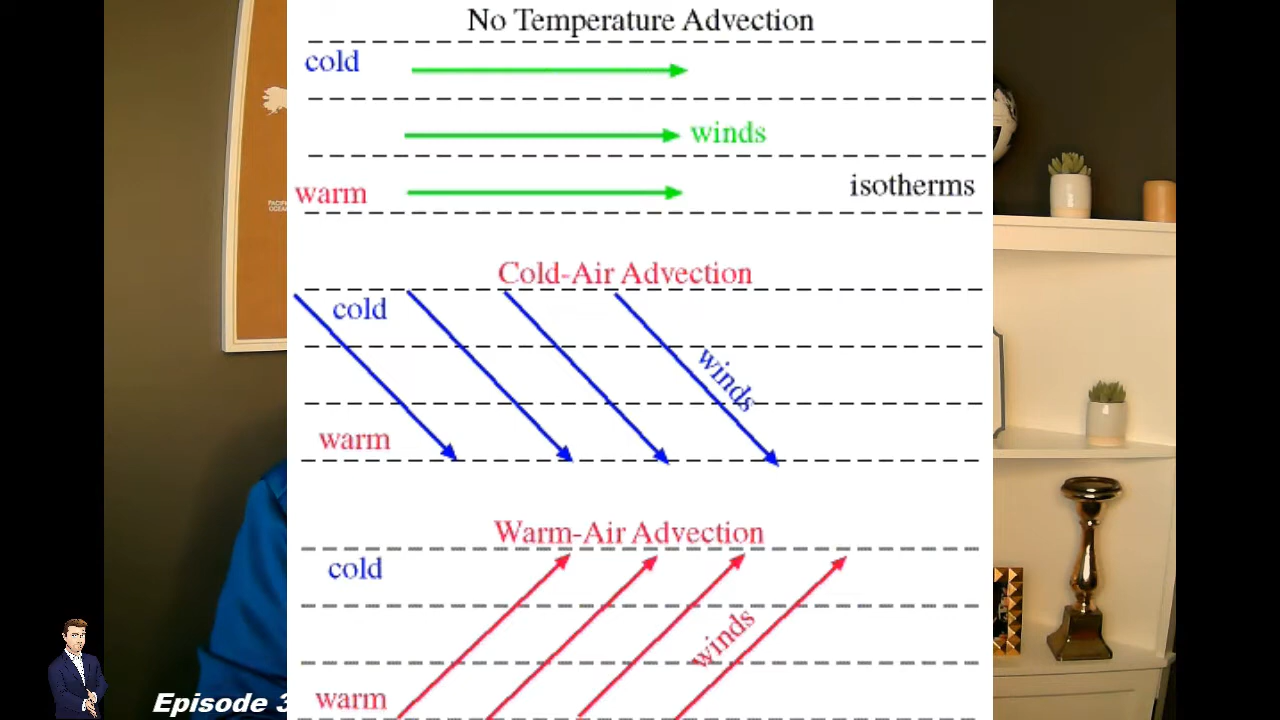 No Temperature Advection
cold
winds
warm
isotherms
Cold-Air Advection
cold
winds
warm
Warm-Air Advection
cold
winds
warm
Episode 3